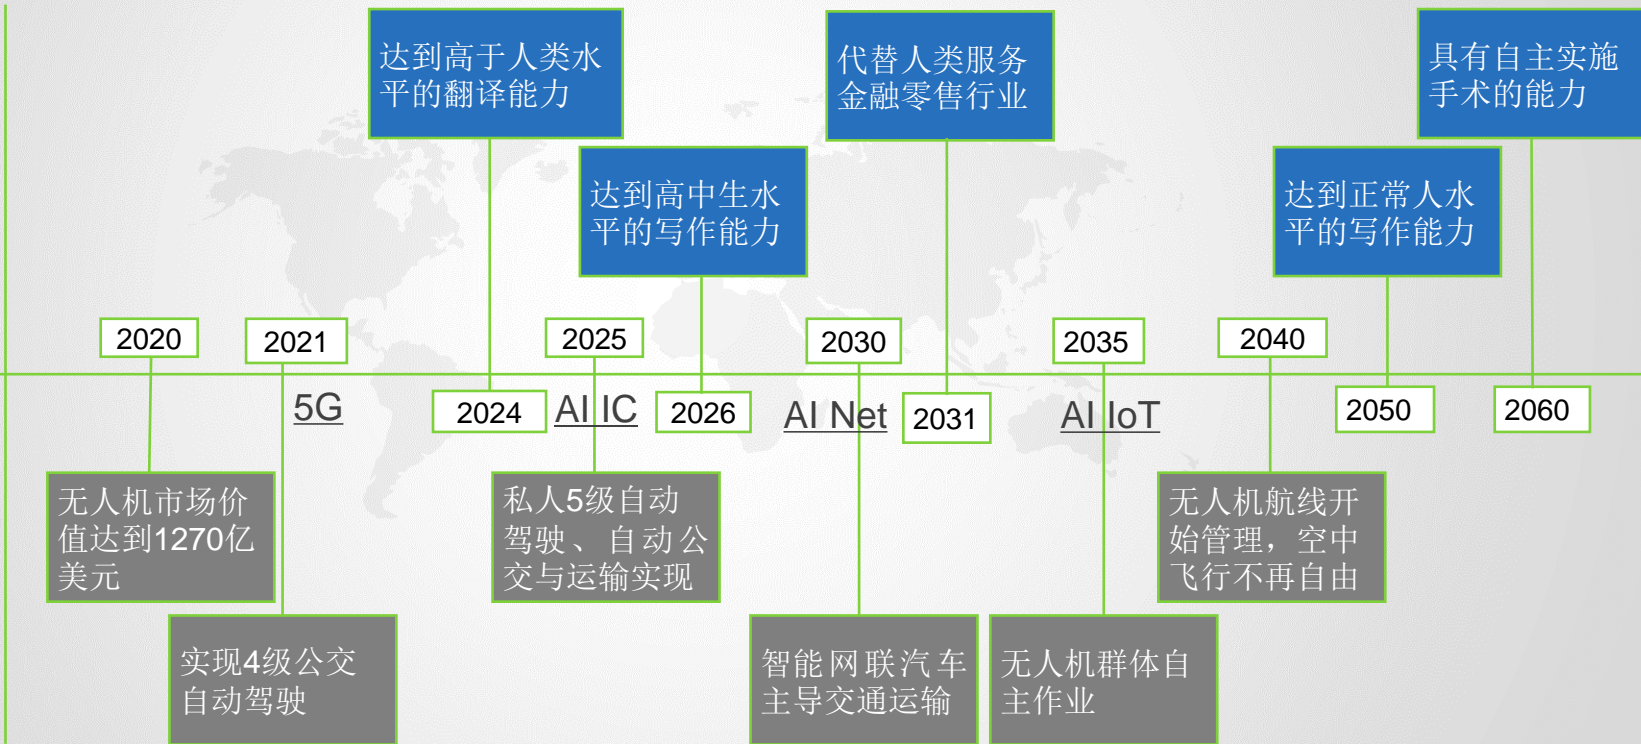 达到高于人类水
平的翻译能力
代替人类服务
金融零售行业
具有自主实施
手术的能力
达到高中生水
平的写作能力
达到正常人水
平的写作能力
2020
2021
2025
2030
2035
2040
5G
2024
AI IC
2026
AI Net
2031
AI IoT
2050
2060
无人机市场价
值达到1270亿
美元
私人5级自动
驾驶、自动公
交与运输实现
无人机航线开
始管理，空中
飞行不再自由
实现4级公交
自动驾驶
智能网联汽车
主导交通运输
无人机群体自
主作业